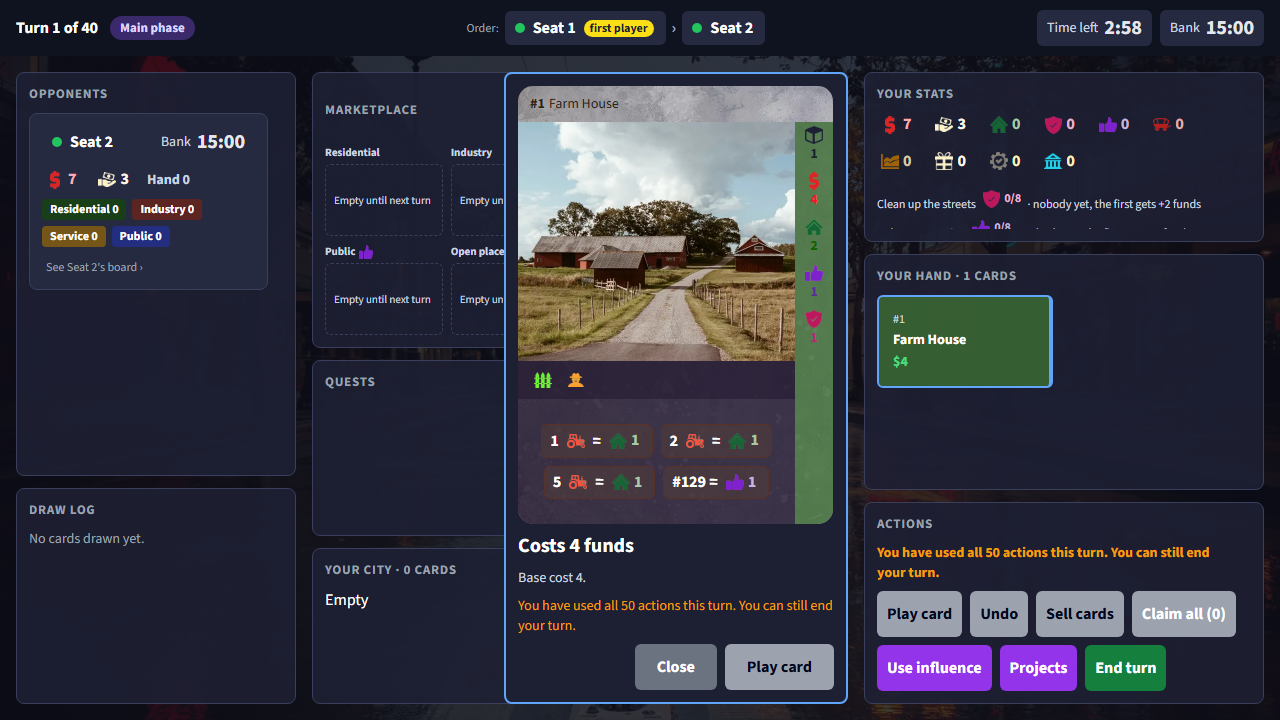 Turn 1 of 40
Main phase
Order:
Seat 1
first player
›
Seat 2
Time left 2:58
Bank 15:00
OPPONENTS
Seat 2
Bank 15:00
7
3
Hand 0
Residential 0
Industry 0
Service 0
Public 0
See Seat 2's board ›
DRAW LOG
No cards drawn yet.
MARKETPLACE
Residential
Industry
Empty until next turn
Empty un
Public
Open place
Empty until next turn
Empty un
QUESTS
YOUR CITY · 0 CARDS
Empty
#1 Farm House
1
4
2
1
1
1 = 1
2 = 1
5 = 1
#129 = 1
Costs 4 funds
Base cost 4.
You have used all 50 actions this turn. You can still end
your turn.
Close
Play card
YOUR STATS
7
3
0
0
0
0
0
0
0
0
Clean up the streets 0/8 · nobody yet, the first gets +2 funds
0/8
YOUR HAND · 1 CARDS
#1
Farm House
$4
ACTIONS
You have used all 50 actions this turn. You can still end
your turn.
Play card
Undo
Sell cards
Claim all (0)
Use influence
Projects
End turn